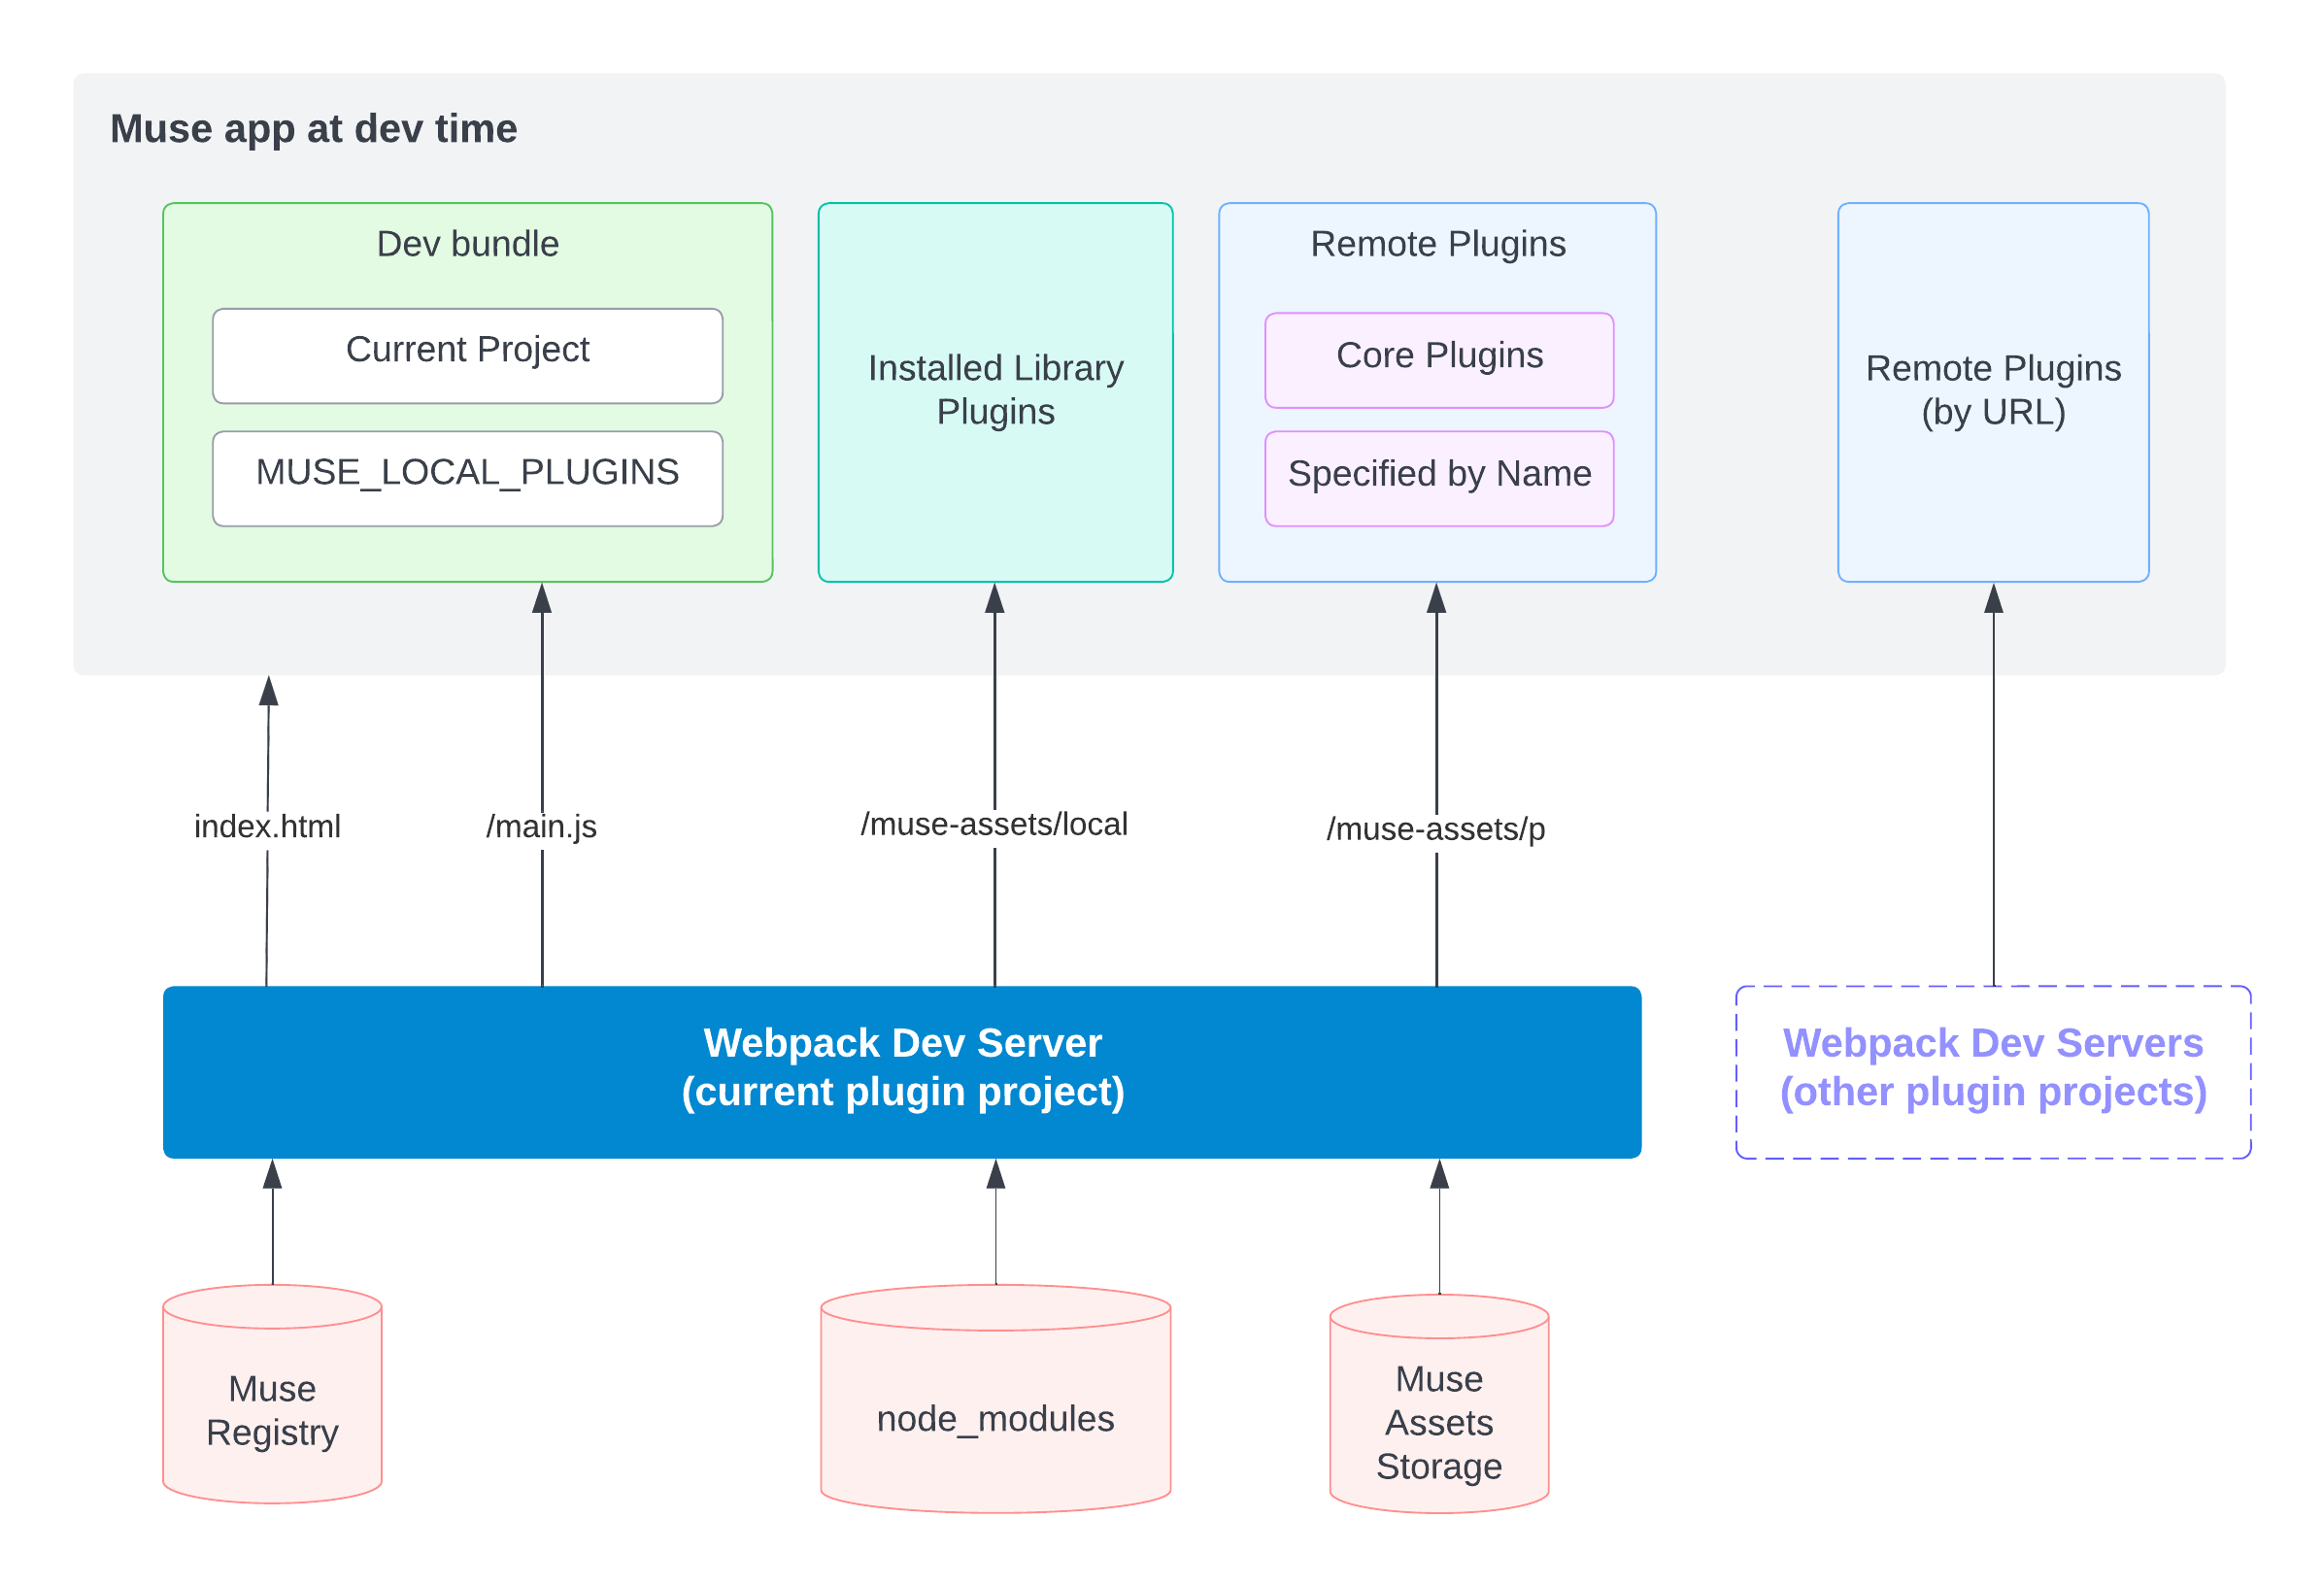 Muse app at dev time
Dev bundle
Current Project
MUSE_LOCAL_PLUGINS
Installed Library
Plugins
Remote Plugins
Core Plugins
Specified by Name
Remote Plugins
(by URL)
index.html
/main.js
/muse-assets/local
/muse-assets/p
Webpack Dev Server
(current plugin project)
Webpack Dev Servers
(other plugin projects)
Muse
Registry
node_modules
Muse
Assets
Storage